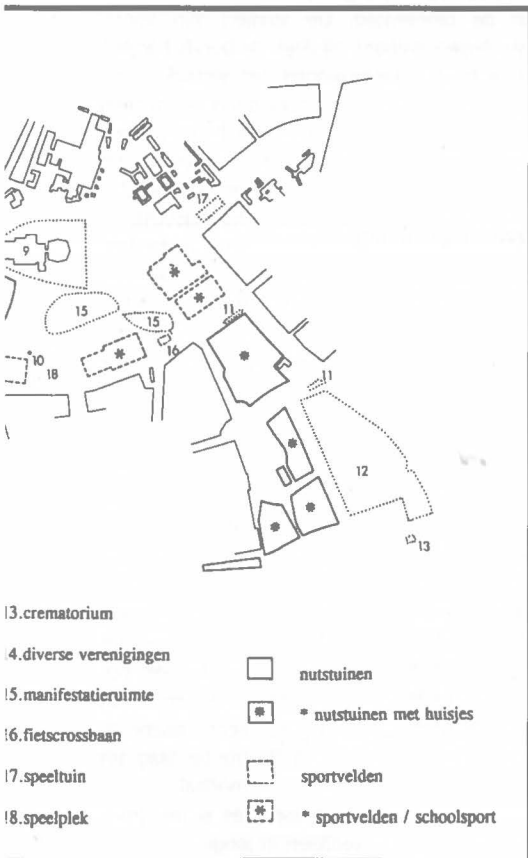 17
9
*
*
15
15
11
16
*
10
18
*
11
*
12
*
*
13
13.crematorium
14.diverse verenigingen
15.manifestatieruimte
16.fietscrossbaan
17.speeltuin
18.speelplek
nutstuinen
* * nutstuinen met huisjes
sportvelden
* * sportvelden / schoolsport